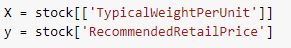 X = stock[['TypicalWeightPerUnit']]
y = stock['RecommendedRetailPrice']